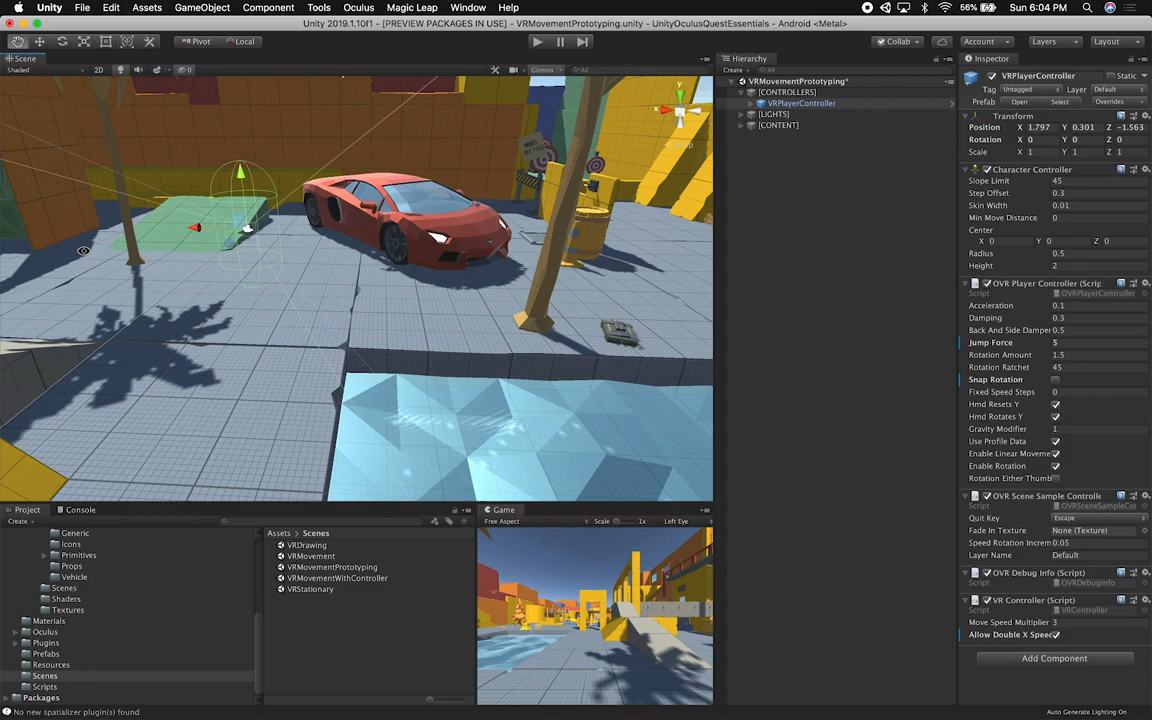 Unity File Edit Assets GameObject Component Tools Oculus Magic Leap Window Help 56% Sun 6:04 PM
Unity 2019.1.10f1 - [PREVIEW PACKAGES IN USE] - VRMovementPrototyping.unity - UnityOculusQuestEssentials - Android <Metal>
Pivot Local Collab Account Layers Layout
Scene Hierarchy Inspector
Shaded 2D 0 Gizmos All Create All
VRPlayerController Static
VRMovementPrototyping*
Tag Untagged Layer Default
[CONTROLLERS]
Prefab Open Select Overrides
VRPlayerController
[LIGHTS]
[CONTENT]
Transform
Position X 1.797 Y 0.301 Z -1.563
Rotation X 0 Y 0 Z 0
Scale X 1 Y 1 Z 1
y
x
Persp
Character Controller
Slope Limit 45
Step Offset 0.3
Skin Width 0.01
Min Move Distance 0
Center
X 0 Y 0 Z 0
Radius 0.5
Height 2
OVR Player Controller (Scrip
Script OVRPlayerController
Acceleration 0.1
Damping 0.3
Back And Side Damper 0.5
Jump Force 5
Rotation Amount 1.5
Rotation Ratchet 45
Snap Rotation
Fixed Speed Steps 0
Hmd Resets Y
Hmd Rotates Y
Gravity Modifier 1
Use Profile Data
Enable Linear Moveme
Enable Rotation
Rotation Either Thumb
OVR Scene Sample Controlle
Script OVRSceneSampleCo
Quit Key Escape
Fade In Texture None (Texture)
Speed Rotation Increm 0.05
Layer Name Default
OVR Debug Info (Script)
Script OVRDebugInfo
VR Controller (Script)
Script VRController
Move Speed Multiplier 3
Allow Double X Speed
Add Component
Project Console
Create
Generic
Icons
Primitives
Props
Vehicle
Scenes
Shaders
Textures
Materials
Oculus
Plugins
Prefabs
Resources
Scenes
Scripts
Packages
Assets > Scenes
VRDrawing
VRMovement
VRMovementPrototyping
VRMovementWithController
VRStationary
Game
Free Aspect Scale 1x Left Eye
No new spatializer plugin(s) found
Auto Generate Lighting On